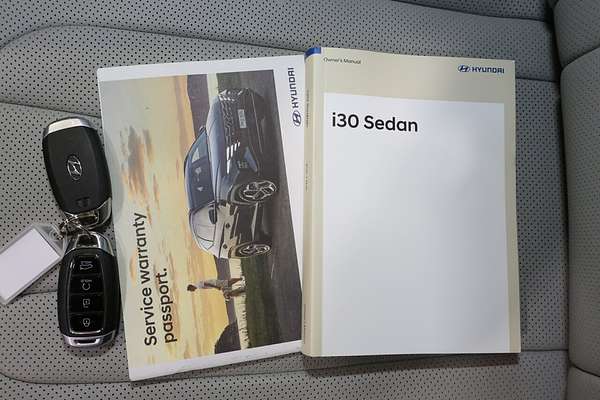 HYUNDAI
Service warranty
passport.
Owner's Manual
HYUNDAI
i30 Sedan